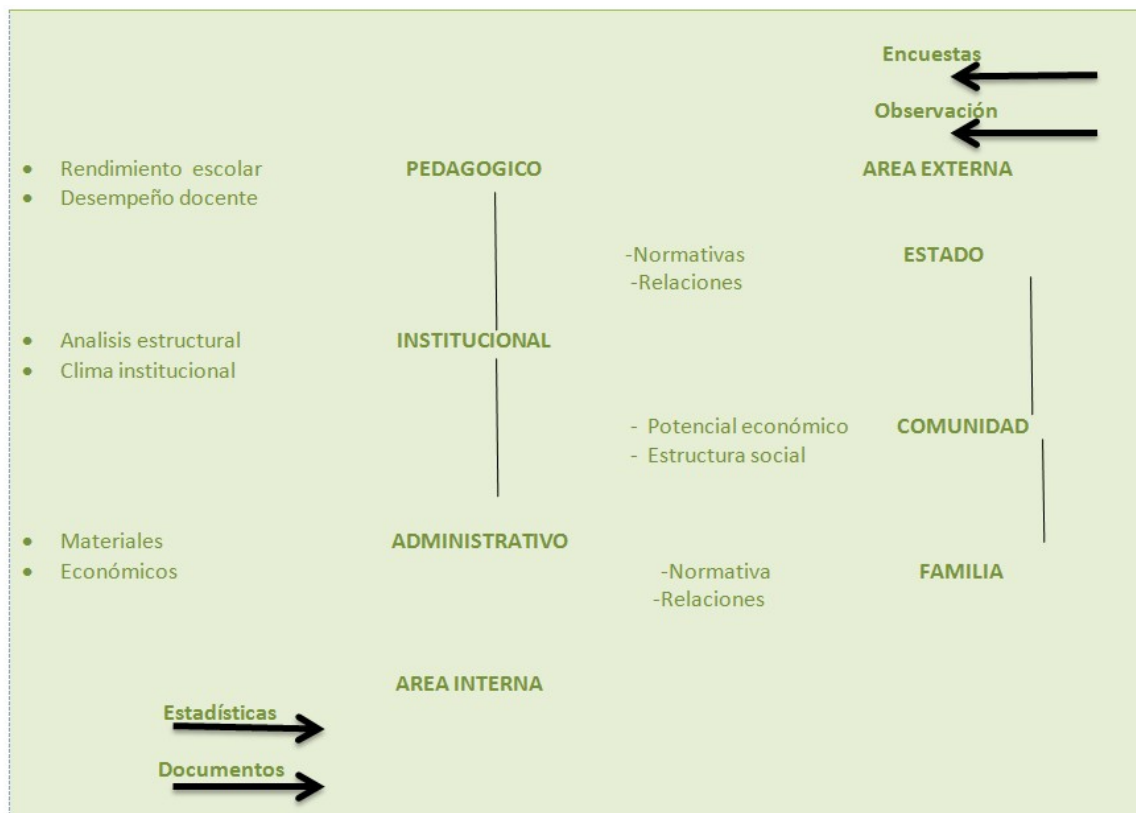 Encuestas
Observación
• Rendimiento escolar
• Desempeño docente
PEDAGOGICO
AREA EXTERNA
-Normativas
-Relaciones
ESTADO
• Analisis estructural
• Clima institucional
INSTITUCIONAL
- Potencial económico
- Estructura social
COMUNIDAD
• Materiales
• Económicos
ADMINISTRATIVO
-Normativa
-Relaciones
FAMILIA
AREA INTERNA
Estadísticas
Documentos